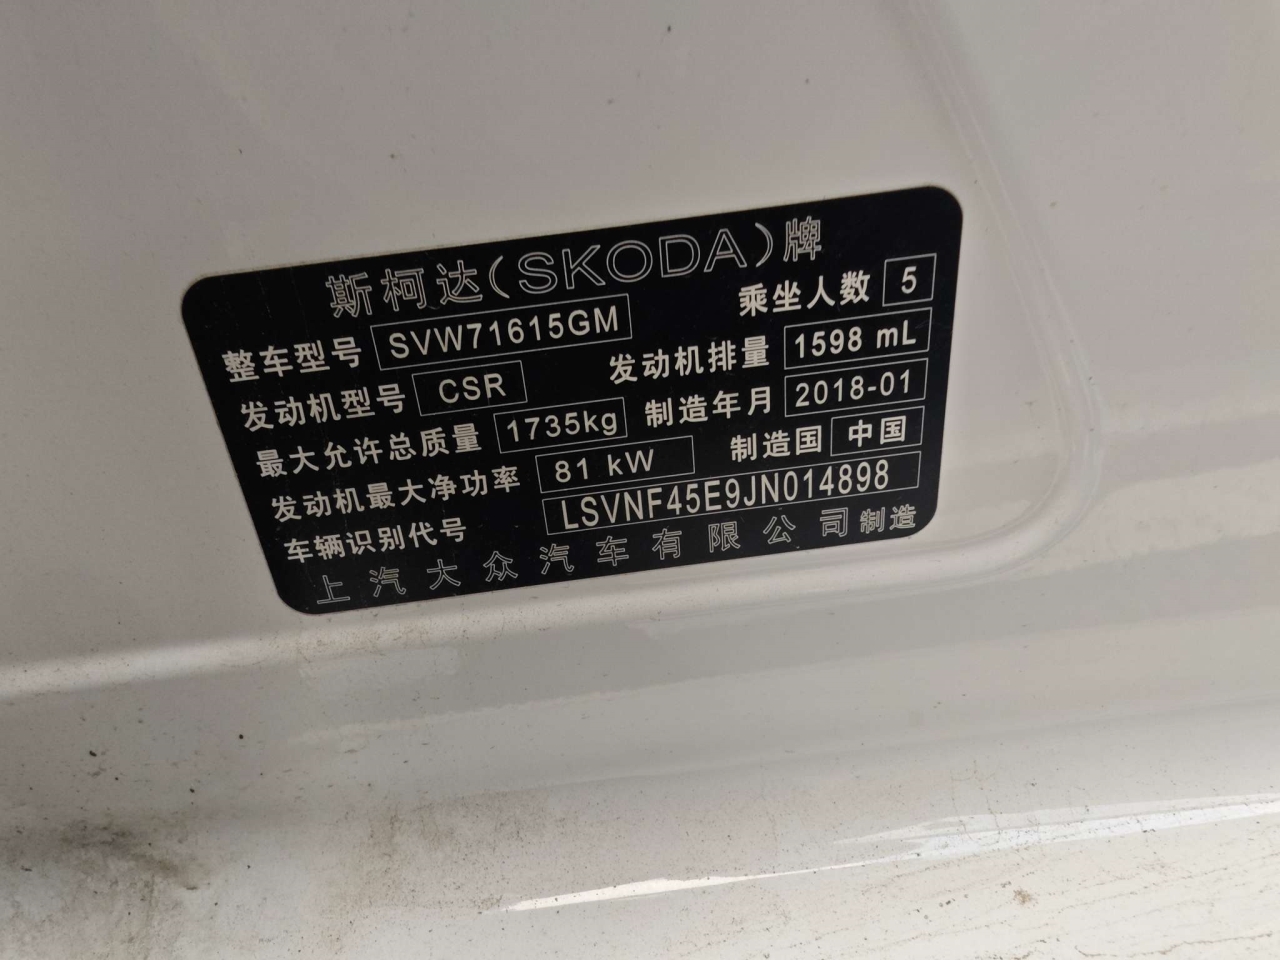 斯柯达(SKODA)牌
整车型号 SVW71615GM 乘坐人数 5
发动机型号 CSR 发动机排量 1598 mL
最大允许总质量 1735kg 制造年月 2018-01
发动机最大净功率 81 kW 制造国 中国
车辆识别代号 LSVNF45E9JN014898
上汽大众汽车有限公司制造